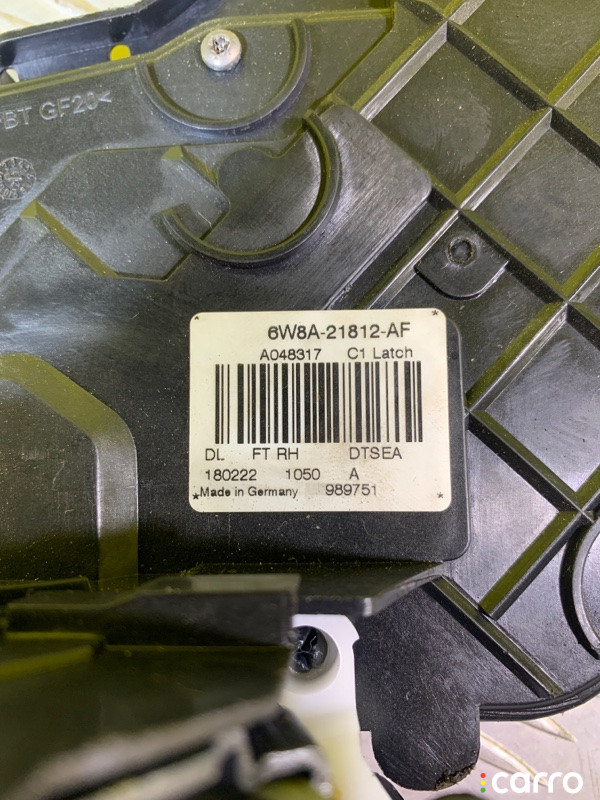 BT GF20<
6W8A-21812-AF
A048317 C1 Latch
DL FT RH DTSEA
180222 1050 A
*Made in Germany 989751 *
carro